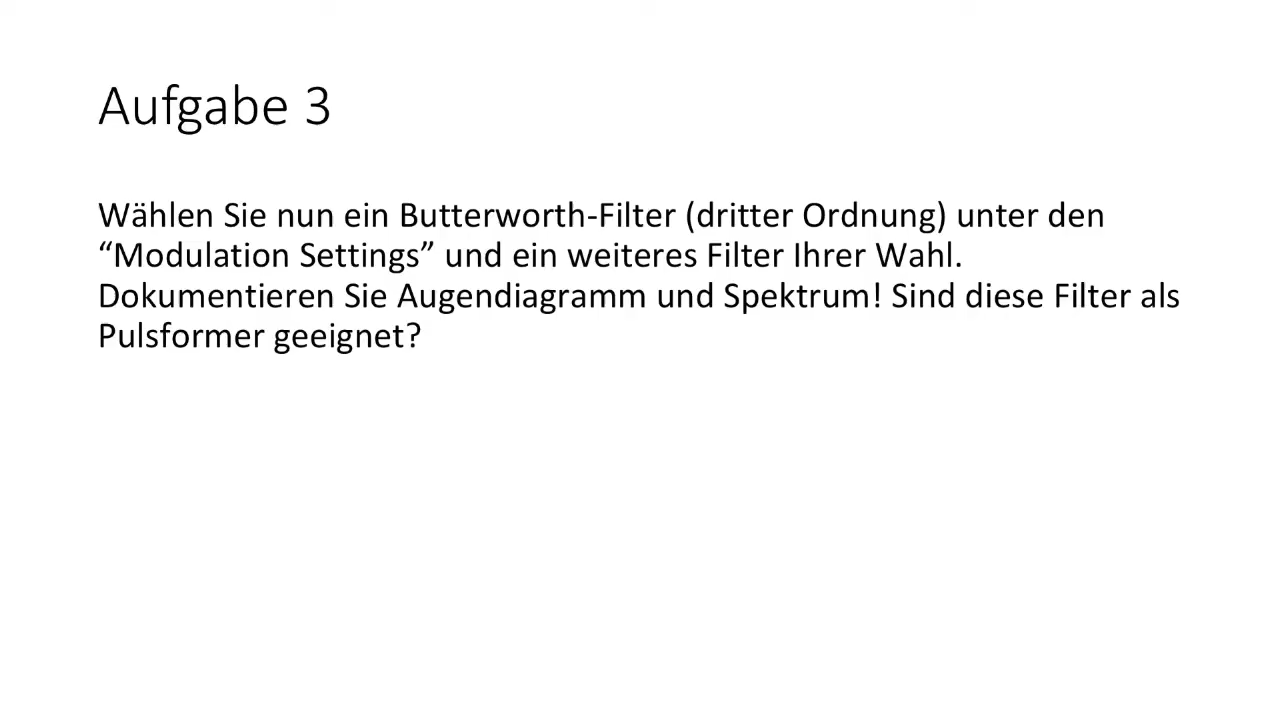 Aufgabe 3
Wählen Sie nun ein Butterworth-Filter (dritter Ordnung) unter den
“Modulation Settings” und ein weiteres Filter Ihrer Wahl.
Dokumentieren Sie Augendiagramm und Spektrum! Sind diese Filter als
Pulsformer geeignet?